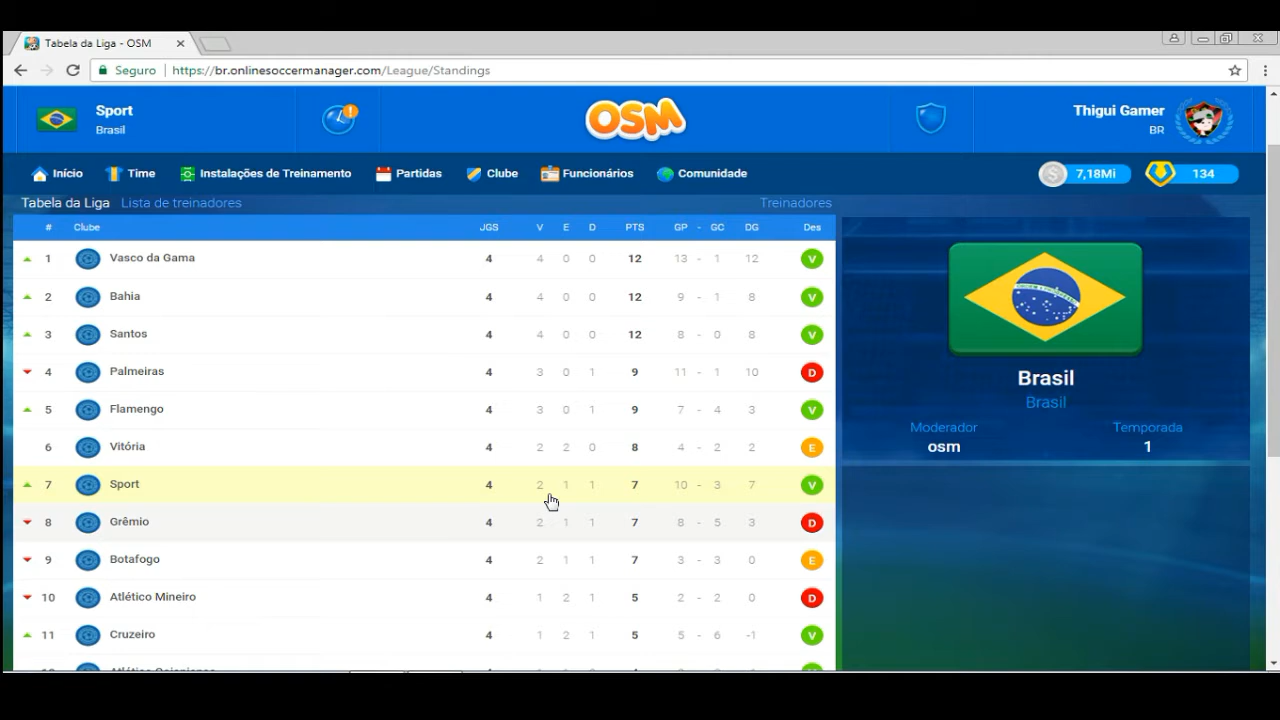 Tabela da Liga - OSM
Seguro https://br.onlinesoccermanager.com/League/Standings
Sport
Brasil
OSM
Thigui Gamer
BR
Início Time Instalações de Treinamento Partidas Clube Funcionários Comunidade 7,18Mi 134
Tabela da Liga Lista de treinadores Treinadores
# Clube JGS V E D PTS GP - GC DG Des
1 Vasco da Gama 4 4 0 0 12 13 - 1 12 V
2 Bahia 4 4 0 0 12 9 - 1 8 V
3 Santos 4 4 0 0 12 8 - 0 8 V
4 Palmeiras 4 3 0 1 9 11 - 1 10 D
5 Flamengo 4 3 0 1 9 7 - 4 3 V
6 Vitória 4 2 2 0 8 4 - 2 2 E
7 Sport 4 2 1 1 7 10 - 3 7 V
8 Grêmio 4 2 1 1 7 8 - 5 3 D
9 Botafogo 4 2 1 1 7 3 - 3 0 E
10 Atlético Mineiro 4 1 2 1 5 2 - 2 0 D
11 Cruzeiro 4 1 2 1 5 5 - 6 -1 V
Brasil
Brasil
Moderador Temporada
osm 1